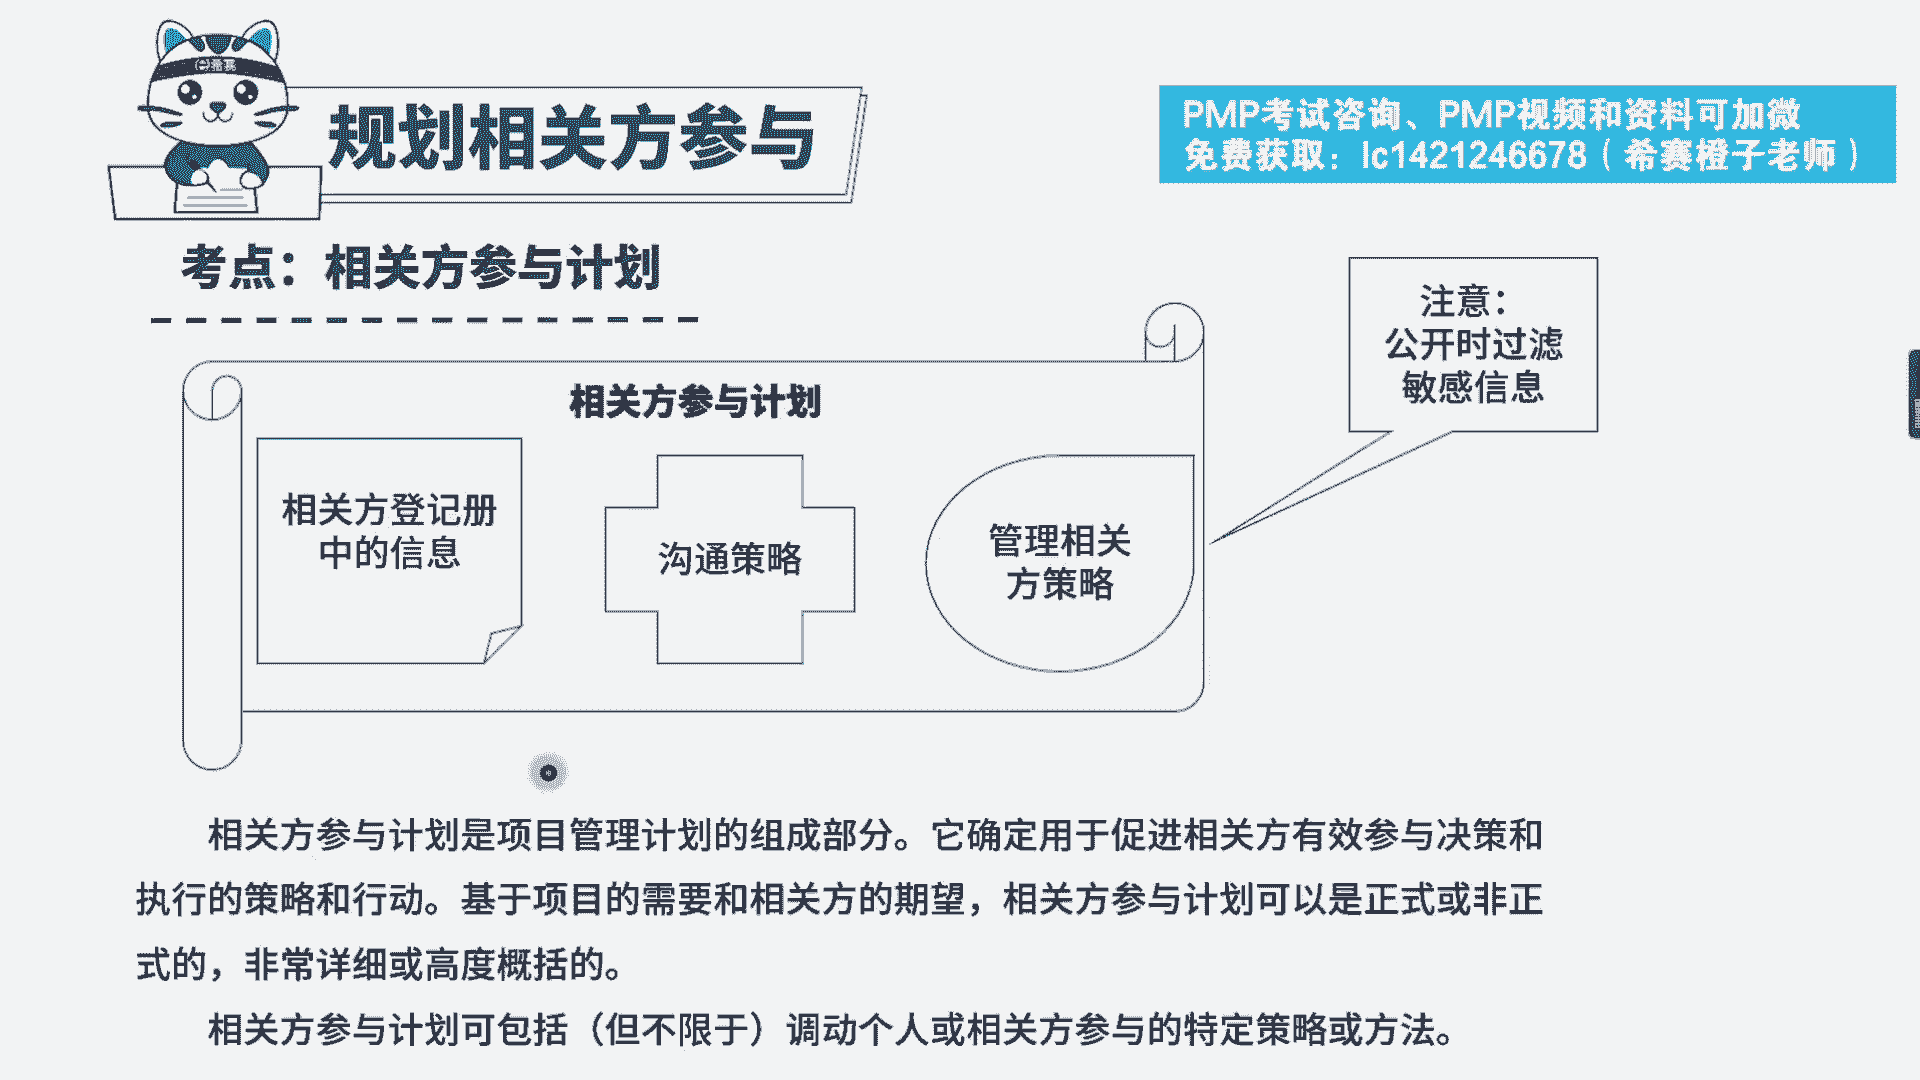 希赛
规划相关方参与
PMP考试咨询、PMP视频和资料可加微
免费获取：lc1421246678（希赛橙子老师）
考点：相关方参与计划
注意：
公开时过滤
敏感信息
相关方参与计划
相关方登记册
中的信息
沟通策略
管理相关
方策略
相关方参与计划是项目管理计划的组成部分。它确定用于促进相关方有效参与决策和
执行的策略和行动。基于项目的需要和相关方的期望，相关方参与计划可以是正式或非正
式的，非常详细或高度概括的。
相关方参与计划可包括（但不限于）调动个人或相关方参与的特定策略或方法。